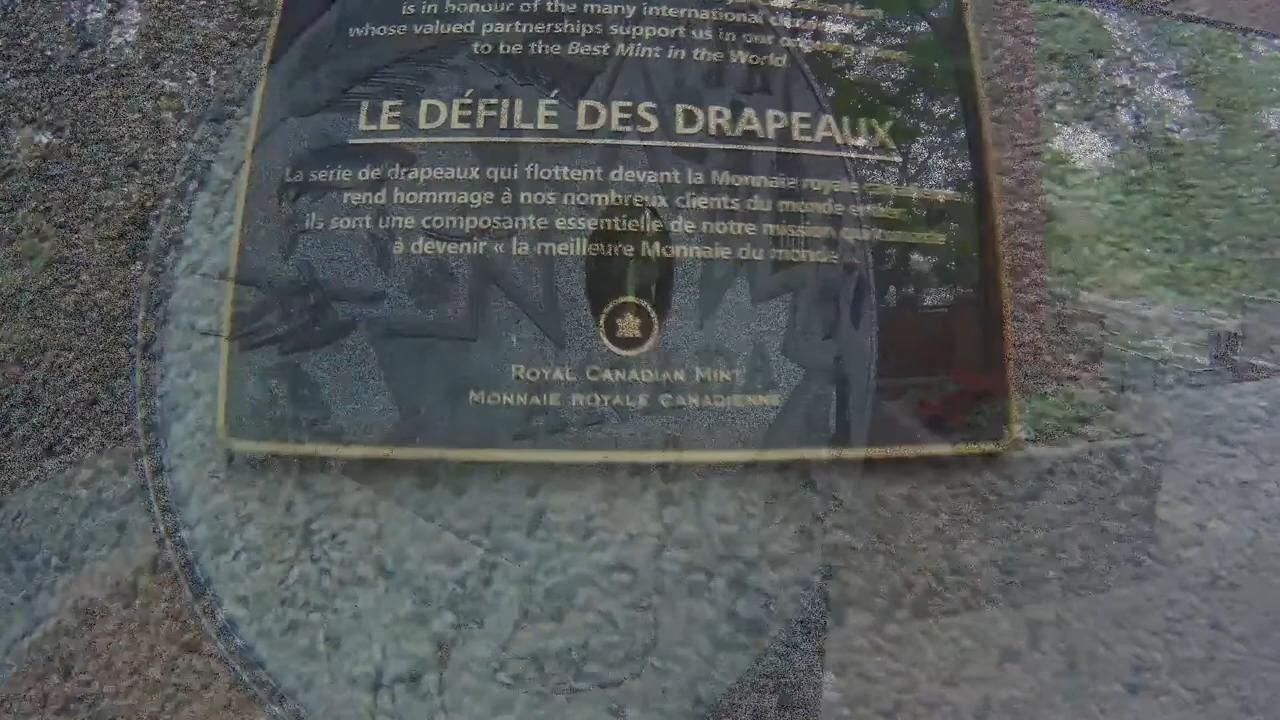 is in honour of the many international
whose valued partnerships support us in our
to be the Best Mint in the World
LE DÉFILÉ DES DRAPEAUX
La série de drapeaux qui flottent devant la Monnaie royale
rend hommage à nos nombreux clients du monde entier
ils sont une composante essentielle de notre mission
à devenir « la meilleure Monnaie du monde
ROYAL CANADIAN MINT
MONNAIE ROYALE CANADIENNE